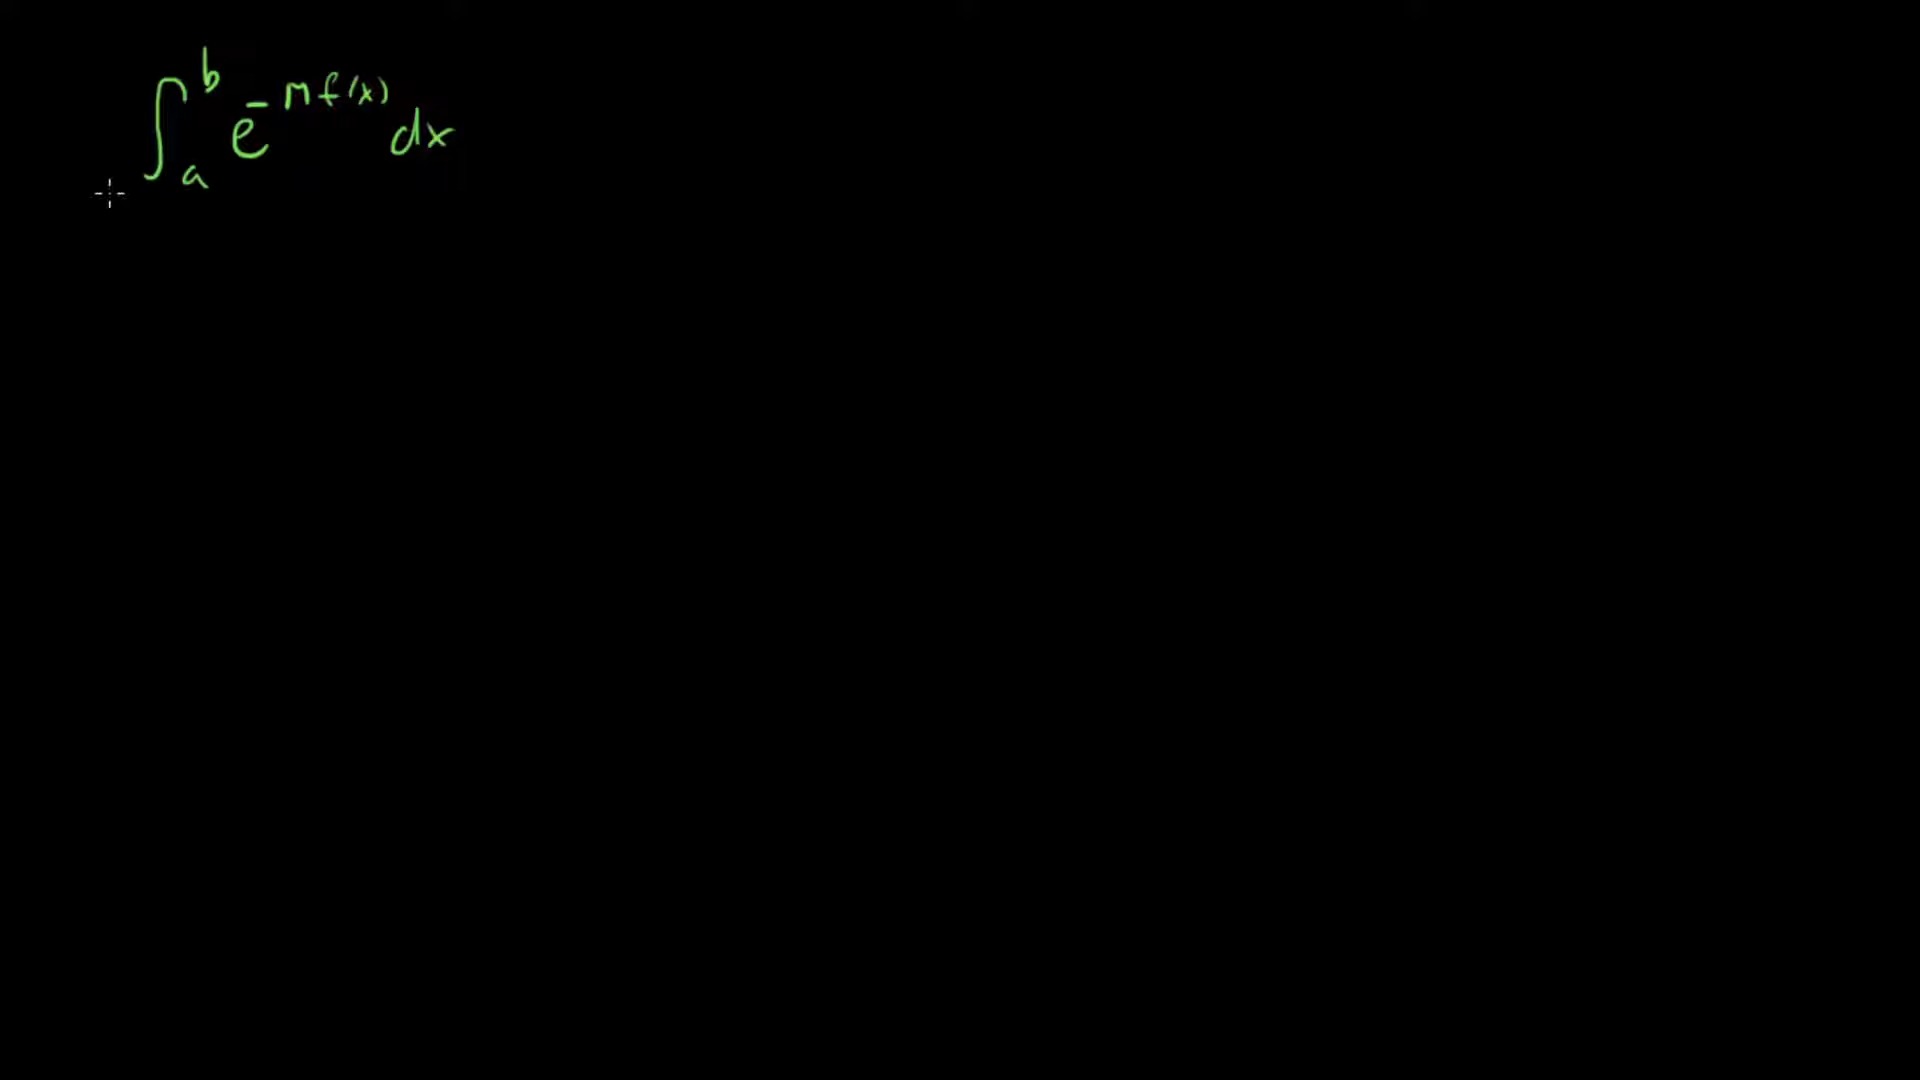 ∫_a^b e^{-Mf(x)} dx